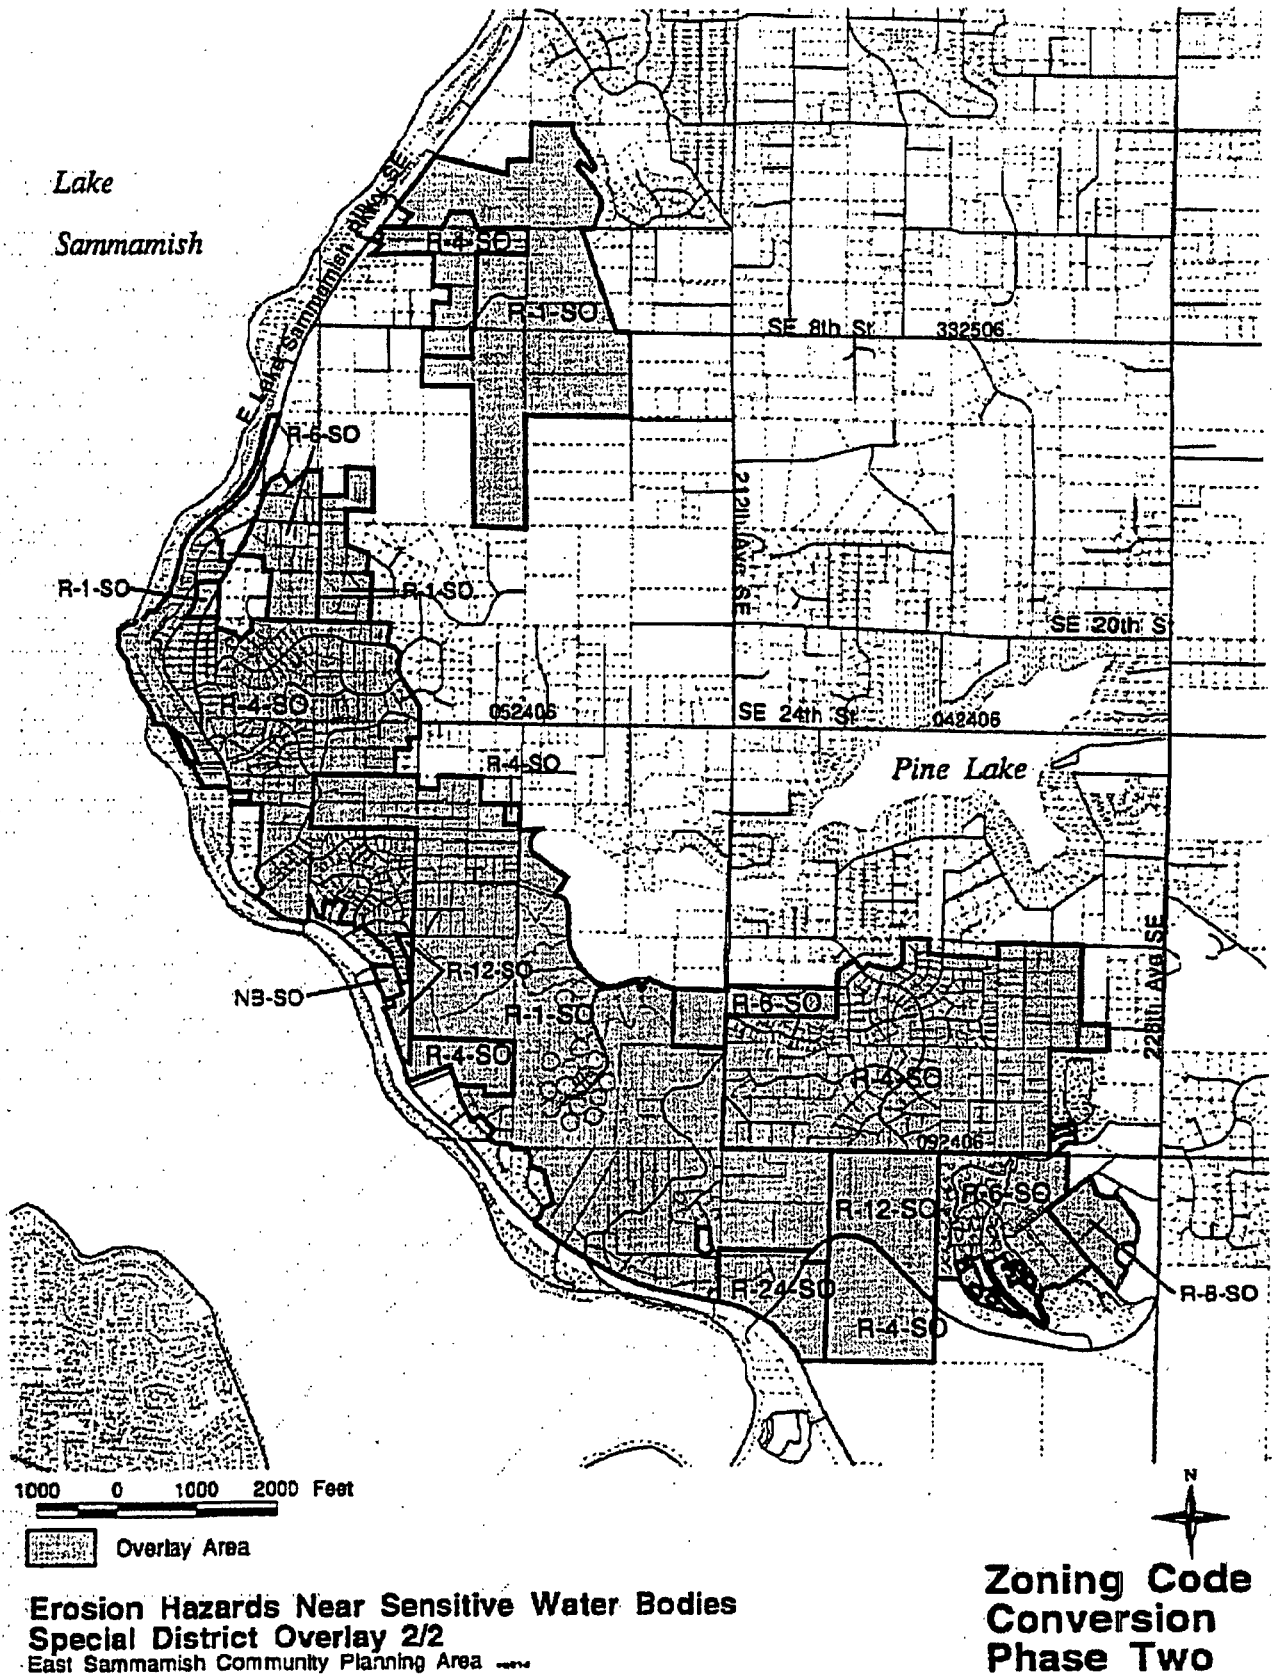 Lake
Sammamish
E Lake Sammamish Pkwy SE
R-4-SO
R-1-SO
SE 8th St
332506
R-6-SO
212th Ave SE
R-1-SO
R-1-SO
SE 20th S
R-4-SO
052406
SE 24th St
042406
R-4-SO
Pine Lake
228th Ave SE
R-12-SO
NB-SO
R-6-SO
R-1-SO
R-4-SO
R-4-SO
092406
R-6-SO
R-12-SO
R-24-SO
R-8-SO
R-4-SO
1000 0 1000 2000 Feet
N
Overlay Area
Zoning Code
Conversion
Phase Two
Erosion Hazards Near Sensitive Water Bodies
Special District Overlay 2/2
East Sammamish Community Planning Area